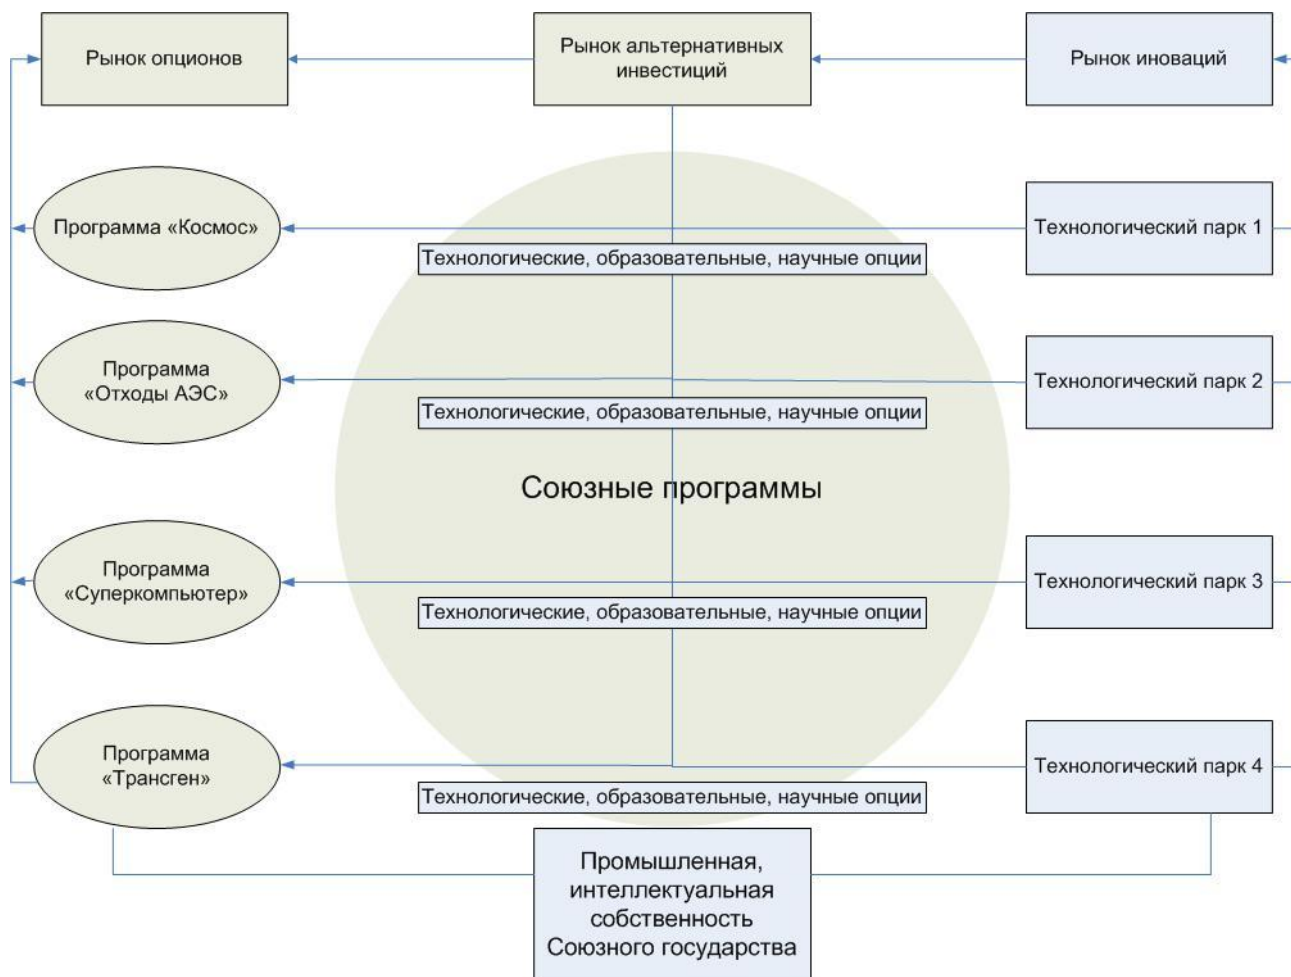 Рынок опционов
Рынок альтернативных
инвестиций
Рынок иноваций
Программа «Космос»
Технологический парк 1
Технологические, образовательные, научные опции
Программа
«Отходы АЭС»
Технологический парк 2
Технологические, образовательные, научные опции
Союзные программы
Программа
«Суперкомпьютер»
Технологический парк 3
Технологические, образовательные, научные опции
Программа
«Трансген»
Технологический парк 4
Технологические, образовательные, научные опции
Промышленная,
интеллектуальная
собственность
Союзного государства